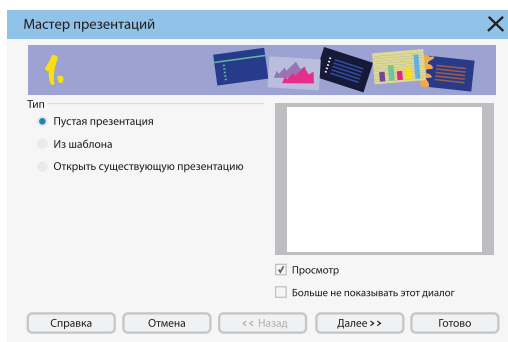 Мастер презентаций
1.
Тип
Пустая презентация
Из шаблона
Открыть существующую презентацию
Просмотр
Больше не показывать этот диалог
Справка
Отмена
<< Назад
Далее >>
Готово